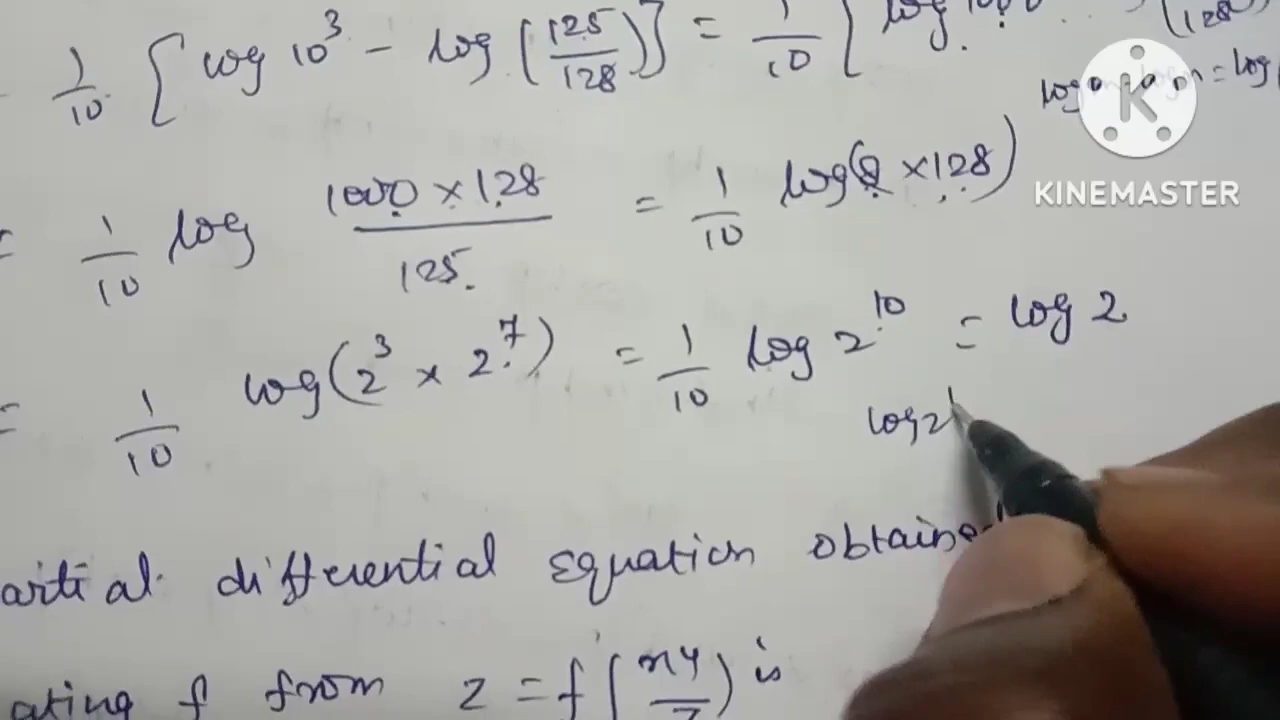 1/10 [log 10³ - log (125/128)] = 1/10 [log
= 1/10 log 1000 × 128 / 125 = 1/10 log(8 × 128)
= 1/10 log(2³ × 2⁷) = 1/10 log 2¹⁰ = log 2
log 2
artial differential equation obtaine
ating f from z = f(xy/z) is
K
KINEMASTER